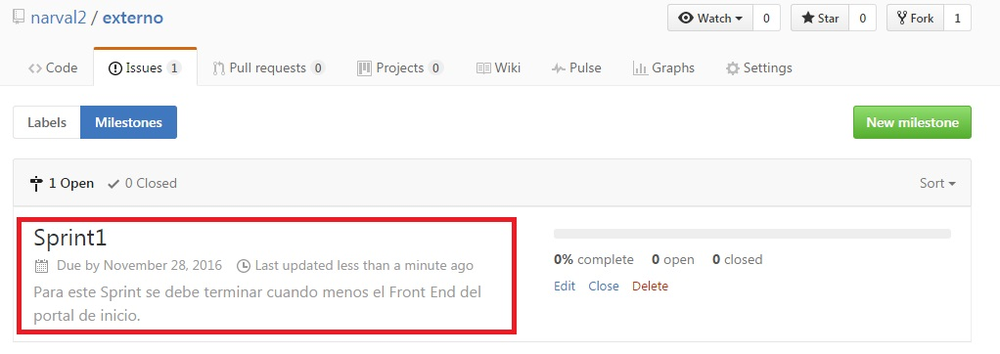 narval2 / externo
Watch 0 Star 0 Fork 1
Code Issues 1 Pull requests 0 Projects 0 Wiki Pulse Graphs Settings
Labels Milestones New milestone
1 Open 0 Closed Sort
Sprint1
Due by November 28, 2016 Last updated less than a minute ago
Para este Sprint se debe terminar cuando menos el Front End del
portal de inicio.
0% complete 0 open 0 closed
Edit Close Delete